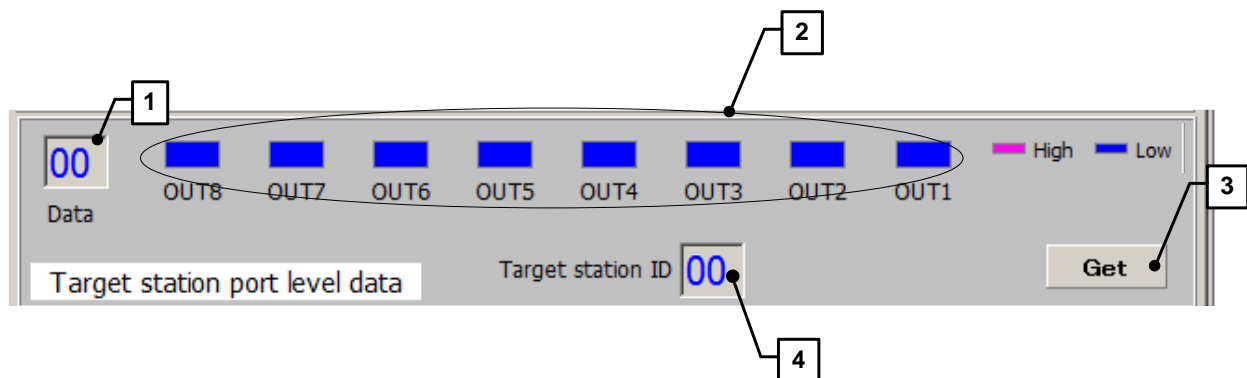 2
1
00
High
Low
OUT8 OUT7 OUT6 OUT5 OUT4 OUT3 OUT2 OUT1
Data
3
Target station port level data
Target station ID 00
Get
4